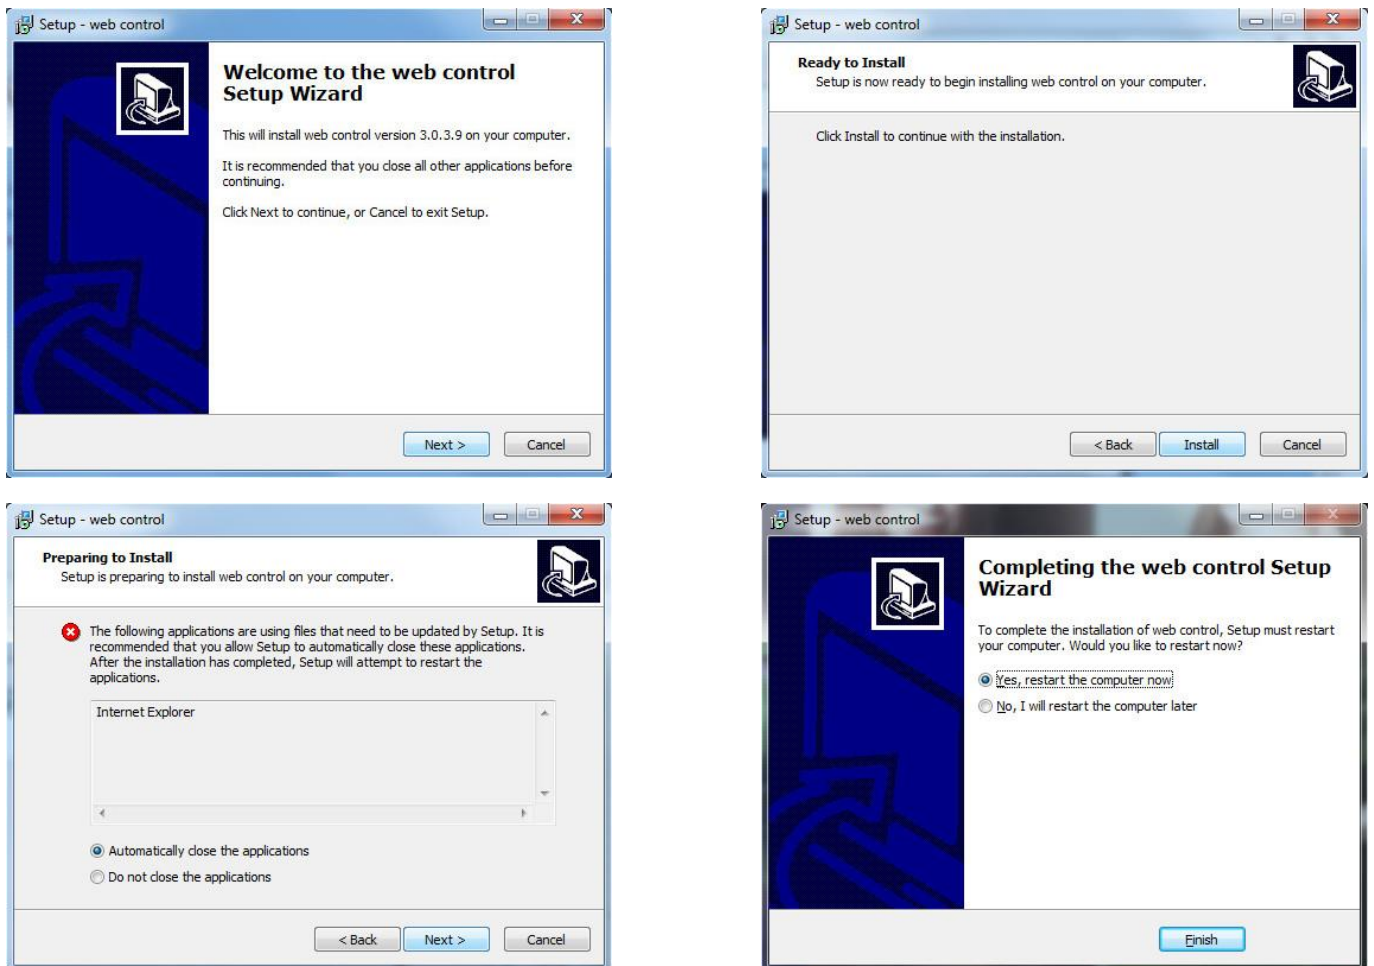 Setup - web control
Welcome to the web control
Setup Wizard
This will install web control version 3.0.3.9 on your computer.
It is recommended that you close all other applications before
continuing.
Click Next to continue, or Cancel to exit Setup.
Next >
Cancel
Setup - web control
Ready to Install
Setup is now ready to begin installing web control on your computer.
Click Install to continue with the installation.
< Back
Install
Cancel
Setup - web control
Preparing to Install
Setup is preparing to install web control on your computer.
The following applications are using files that need to be updated by Setup. It is
recommended that you allow Setup to automatically close these applications.
After the installation has completed, Setup will attempt to restart the
applications.
Internet Explorer
Automatically close the applications
Do not close the applications
< Back
Next >
Cancel
Setup - web control
Completing the web control Setup
Wizard
To complete the installation of web control, Setup must restart
your computer. Would you like to restart now?
Yes, restart the computer now
No, I will restart the computer later
Finish